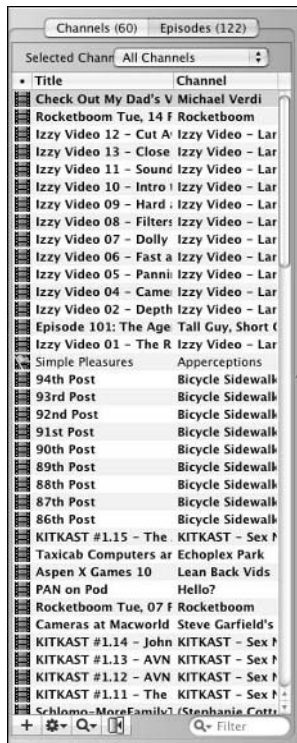 Channels (60) Episodes (122)
Selected Chann All Channels
• Title Channel
Check Out My Dad's V Michael Verdi
Rocketboom Tue, 14 F Rocketboom
Izzy Video 12 – Cut A Izzy Video – Lar
Izzy Video 13 – Close Izzy Video – Lar
Izzy Video 11 – Sound Izzy Video – Lar
Izzy Video 10 – Intro Izzy Video – Lar
Izzy Video 09 – Hard Izzy Video – Lar
Izzy Video 08 – Filters Izzy Video – Lar
Izzy Video 07 – Dolly Izzy Video – Lar
Izzy Video 06 – Fast a Izzy Video – Lar
Izzy Video 05 – Pannin Izzy Video – Lar
Izzy Video 04 – Came Izzy Video – Lar
Izzy Video 02 – Depth Izzy Video – Lar
Episode 101: The Age Tall Guy, Short
Izzy Video 01 – The R Izzy Video – Lar
Simple Pleasures Apperceptions
94th Post Bicycle Sidewalk
93rd Post Bicycle Sidewalk
92nd Post Bicycle Sidewalk
91st Post Bicycle Sidewalk
90th Post Bicycle Sidewalk
89th Post Bicycle Sidewalk
88th Post Bicycle Sidewalk
87th Post Bicycle Sidewalk
86th Post Bicycle Sidewalk
KITKAST #1.15 – The KITKAST – Sex N
Taxicab Computers ar Echoplex Park
Aspen X Games 10 Lean Back Vids
PAN on Pod Hello?
Rocketboom Tue, 07 F Rocketboom
Cameras at Macworld Steve Garfield's
KITKAST #1.14 – John KITKAST – Sex N
KITKAST #1.13 – AVN KITKAST – Sex N
KITKAST #1.12 – AVN KITKAST – Sex N
KITKAST #1.11 – The KITKAST – Sex N
Schlomo–MoreFamily (Stephanie Cott
Filter